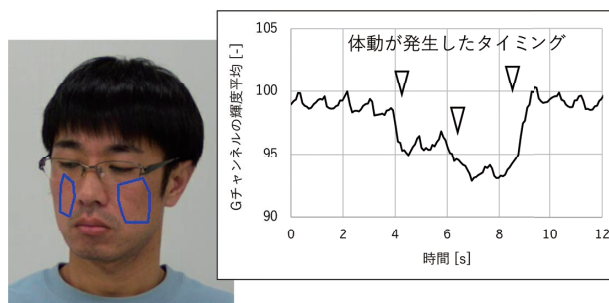 105
100
95
90
Gチャンネルの輝度平均 [-]
体動が発生したタイミング
0 2 4 6 8 10 12
時間 [s]